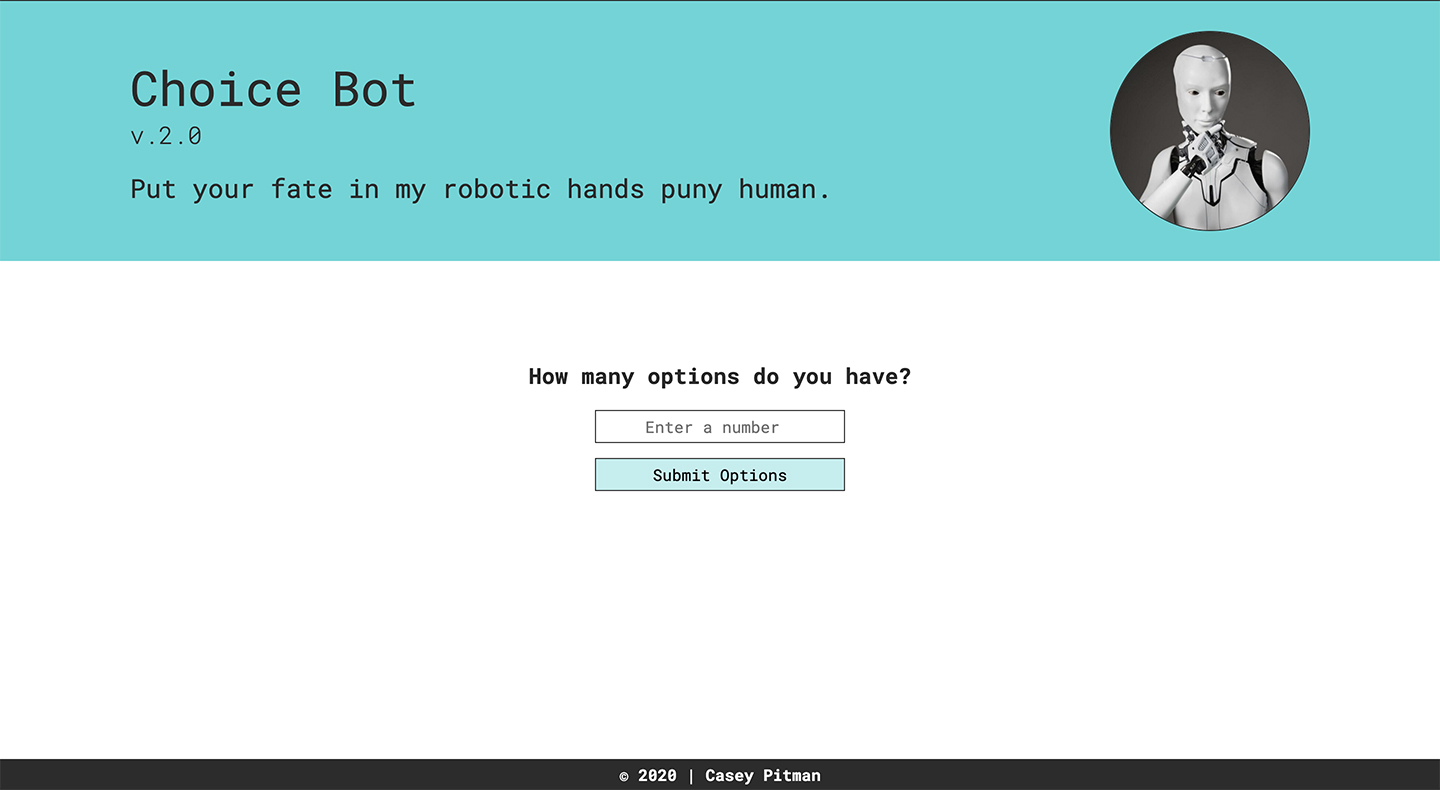 Choice Bot
v.2.0
Put your fate in my robotic hands puny human.
How many options do you have?
Enter a number
Submit Options
© 2020 | Casey Pitman